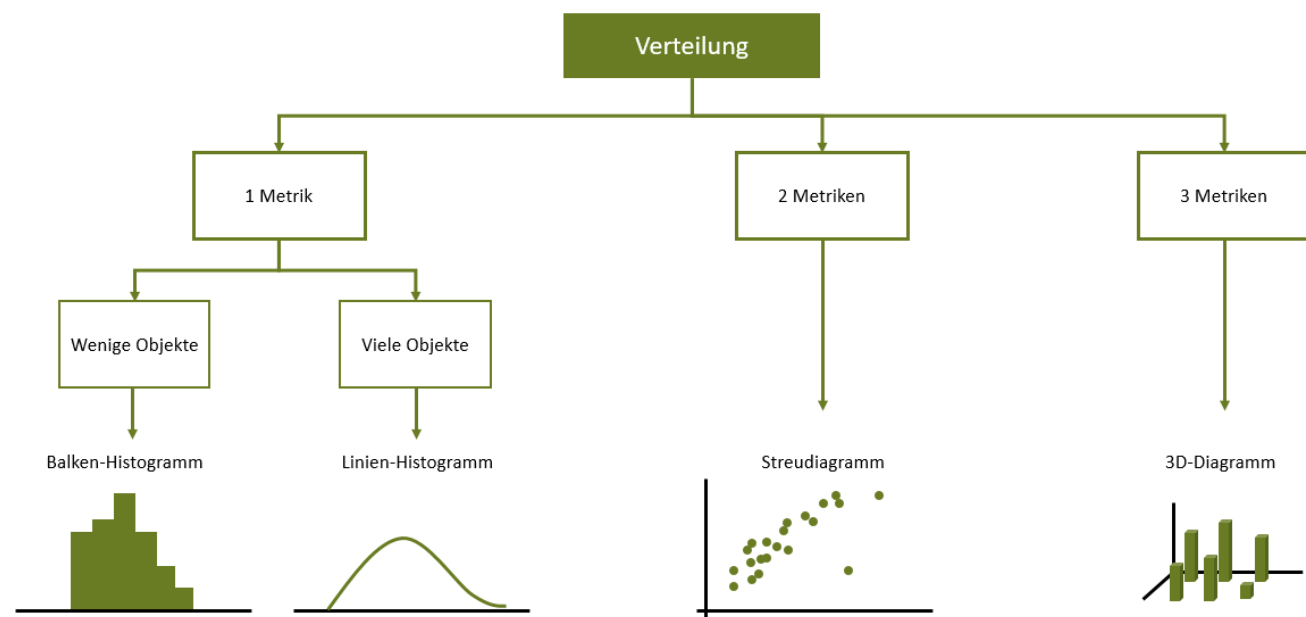 Verteilung
1 Metrik
2 Metriken
3 Metriken
Wenige Objekte
Viele Objekte
Balken-Histogramm
Linien-Histogramm
Streudiagramm
3D-Diagramm